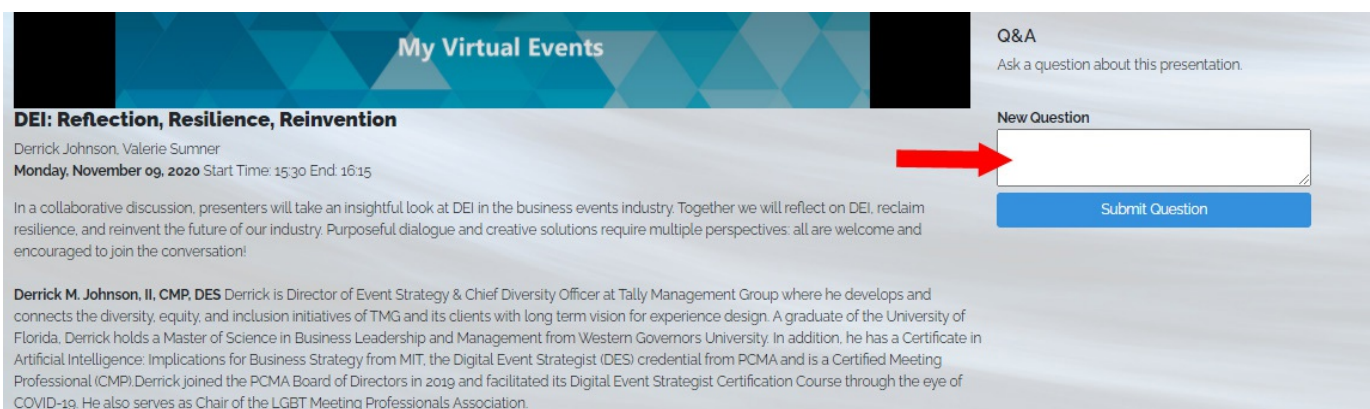 My Virtual Events
DEI: Reflection, Resilience, Reinvention
Derrick Johnson, Valerie Sumner
Monday, November 09, 2020 Start Time: 15:30 End: 16:15
In a collaborative discussion, presenters will take an insightful look at DEI in the business events industry. Together we will reflect on DEI, reclaim
resilience, and reinvent the future of our industry. Purposeful dialogue and creative solutions require multiple perspectives: all are welcome and
encouraged to join the conversation!
Derrick M. Johnson, II, CMP, DES Derrick is Director of Event Strategy & Chief Diversity Officer at Tally Management Group where he develops and
connects the diversity, equity, and inclusion initiatives of TMG and its clients with long term vision for experience design. A graduate of the University of
Florida, Derrick holds a Master of Science in Business Leadership and Management from Western Governors University. In addition, he has a Certificate in
Artificial Intelligence: Implications for Business Strategy from MIT, the Digital Event Strategist (DES) credential from PCMA and is a Certified Meeting
Professional (CMP).Derrick joined the PCMA Board of Directors in 2019 and facilitated its Digital Event Strategist Certification Course through the eye of
COVID-19. He also serves as Chair of the LGBT Meeting Professionals Association.
Q&A
Ask a question about this presentation.
New Question
Submit Question